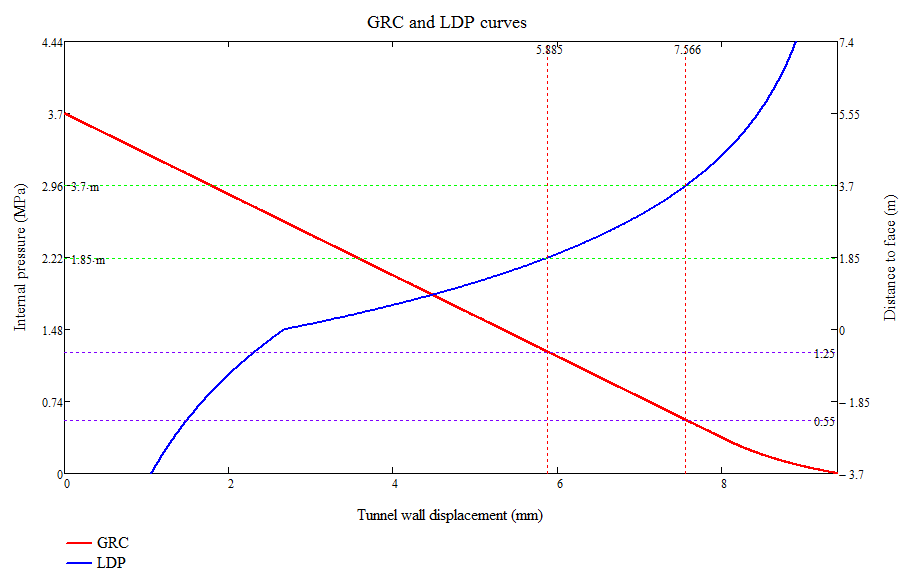 GRC and LDP curves
4.44
5.885
7.566
7.4
3.7
5.55
2.96
3.7·m
3.7
2.22
1.85·m
1.85
Internal pressure (MPa)
Distance to face (m)
1.48
0
1.25
0.74
−1.85
0.55
0
−3.7
0 2 4 6 8
Tunnel wall displacement (mm)
GRC
LDP